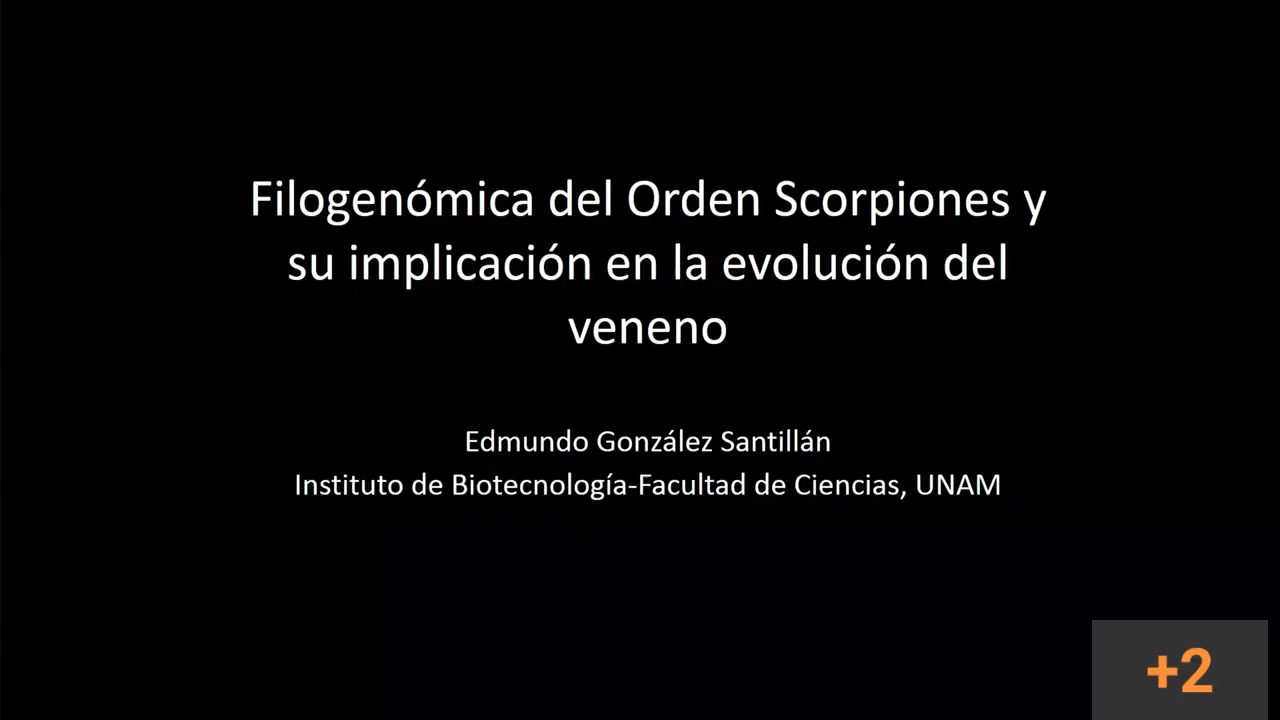 Filogenómica del Orden Scorpiones y
su implicación en la evolución del
veneno
Edmundo González Santillán
Instituto de Biotecnología-Facultad de Ciencias, UNAM
+2